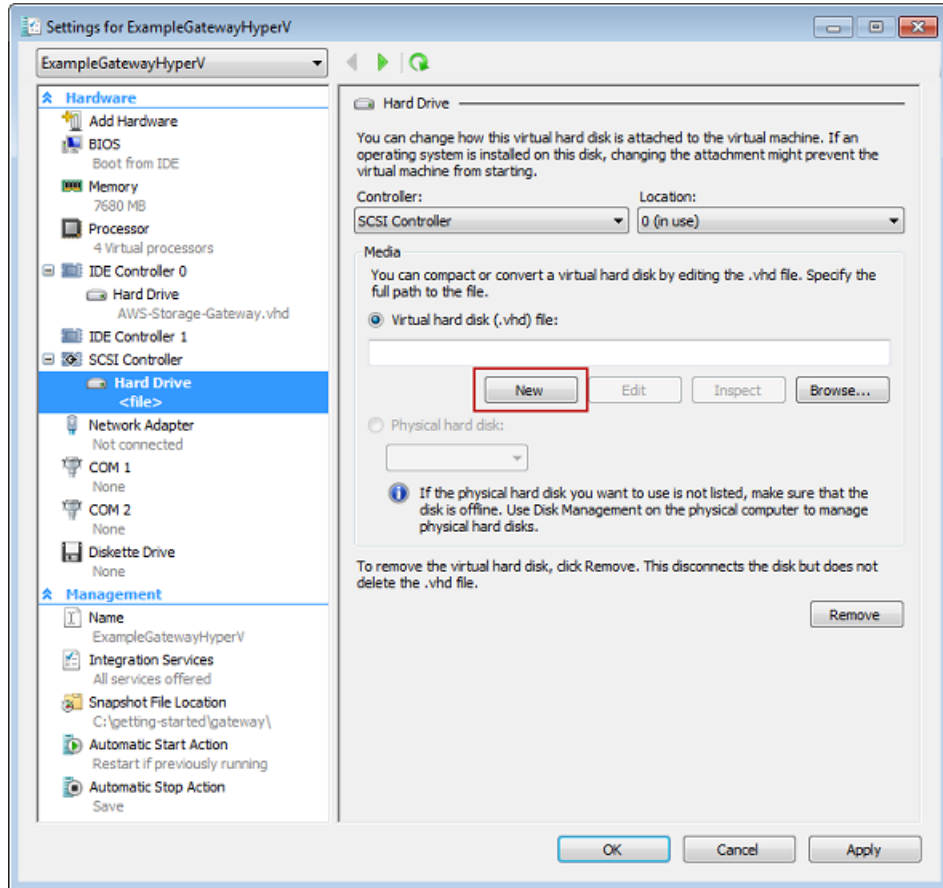 Settings for ExampleGatewayHyperV
ExampleGatewayHyperV
Hardware
Add Hardware
BIOS
Boot from IDE
Memory
7680 MB
Processor
4 Virtual processors
IDE Controller 0
Hard Drive
AWS-Storage-Gateway.vhd
IDE Controller 1
SCSI Controller
Hard Drive
<file>
Network Adapter
Not connected
COM 1
None
COM 2
None
Diskette Drive
None
Management
Name
ExampleGatewayHyperV
Integration Services
All services offered
Snapshot File Location
C:\getting-started\gateway\
Automatic Start Action
Restart if previously running
Automatic Stop Action
Save
Hard Drive
You can change how this virtual hard disk is attached to the virtual machine. If an
operating system is installed on this disk, changing the attachment might prevent the
virtual machine from starting.
Controller: Location:
SCSI Controller 0 (in use)
Media
You can compact or convert a virtual hard disk by editing the .vhd file. Specify the
full path to the file.
Virtual hard disk (.vhd) file:
New Edit Inspect Browse...
Physical hard disk:
If the physical hard disk you want to use is not listed, make sure that the
disk is offline. Use Disk Management on the physical computer to manage
physical hard disks.
To remove the virtual hard disk, click Remove. This disconnects the disk but does not
delete the .vhd file.
Remove
OK Cancel Apply